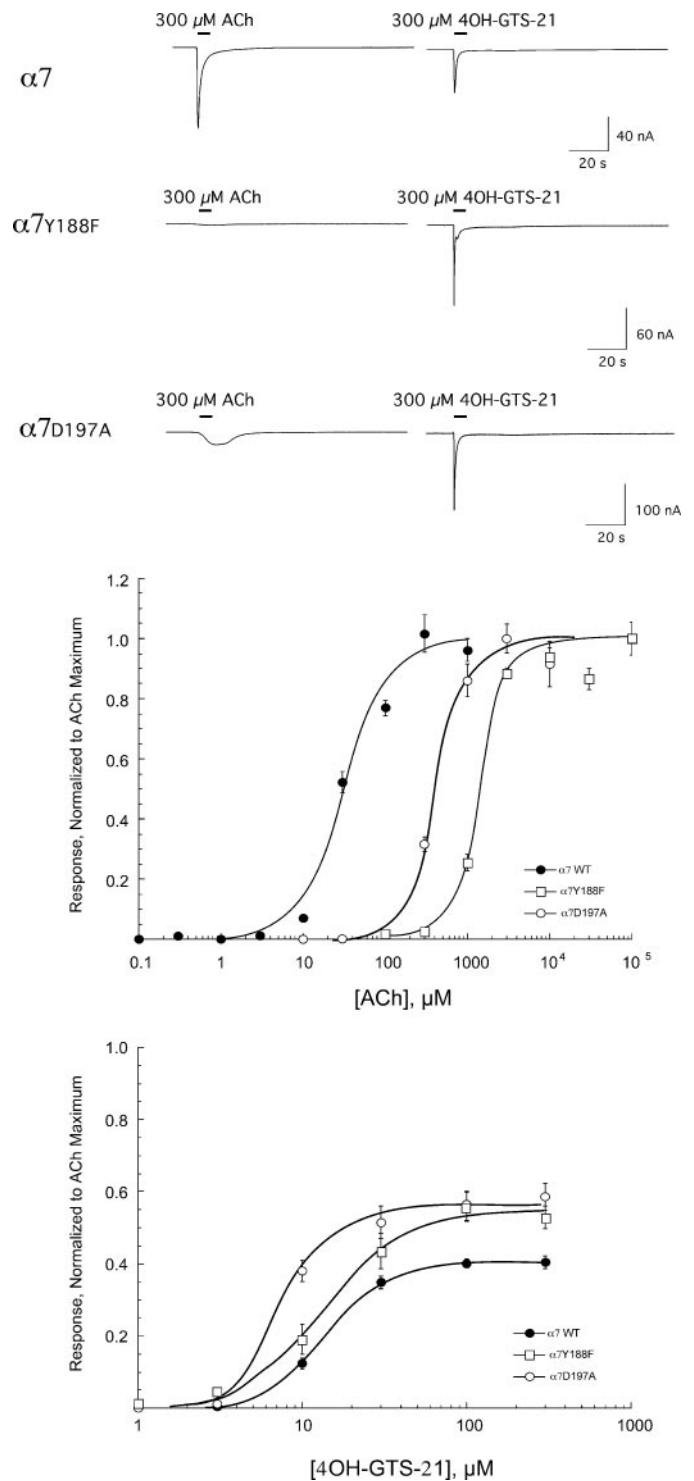 300 µM ACh 300 µM 4OH-GTS-21
α7
40 nA
20 s
300 µM ACh 300 µM 4OH-GTS-21
α7Y188F
60 nA
20 s
300 µM ACh 300 µM 4OH-GTS-21
α7D197A
100 nA
20 s
Response, Normalized to ACh Maximum
1.2
1.0
0.8
0.6
0.4
0.2
α7 WT
α7Y188F
α7D197A
0.1 1 10 100 1000 10⁴ 10⁵
[ACh], µM
Response, Normalized to ACh Maximum
1.0
0.8
0.6
0.4
0.2
α7 WT
α7Y188F
α7D197A
1 10 100 1000
[4OH-GTS-21], µM